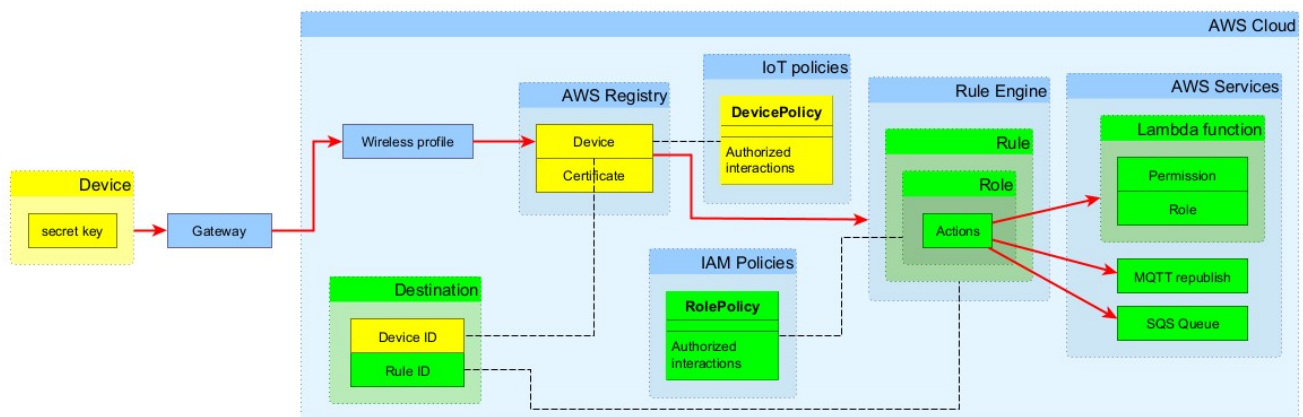 AWS Cloud
IoT policies
AWS Registry
Rule Engine
AWS Services
DevicePolicy
Authorized
interactions
Wireless profile
Device
Certificate
Rule
Lambda function
Permission
Role
Role
Actions
Device
secret key
Gateway
IAM Policies
RolePolicy
Authorized
interactions
MQTT republish
SQS Queue
Destination
Device ID
Rule ID